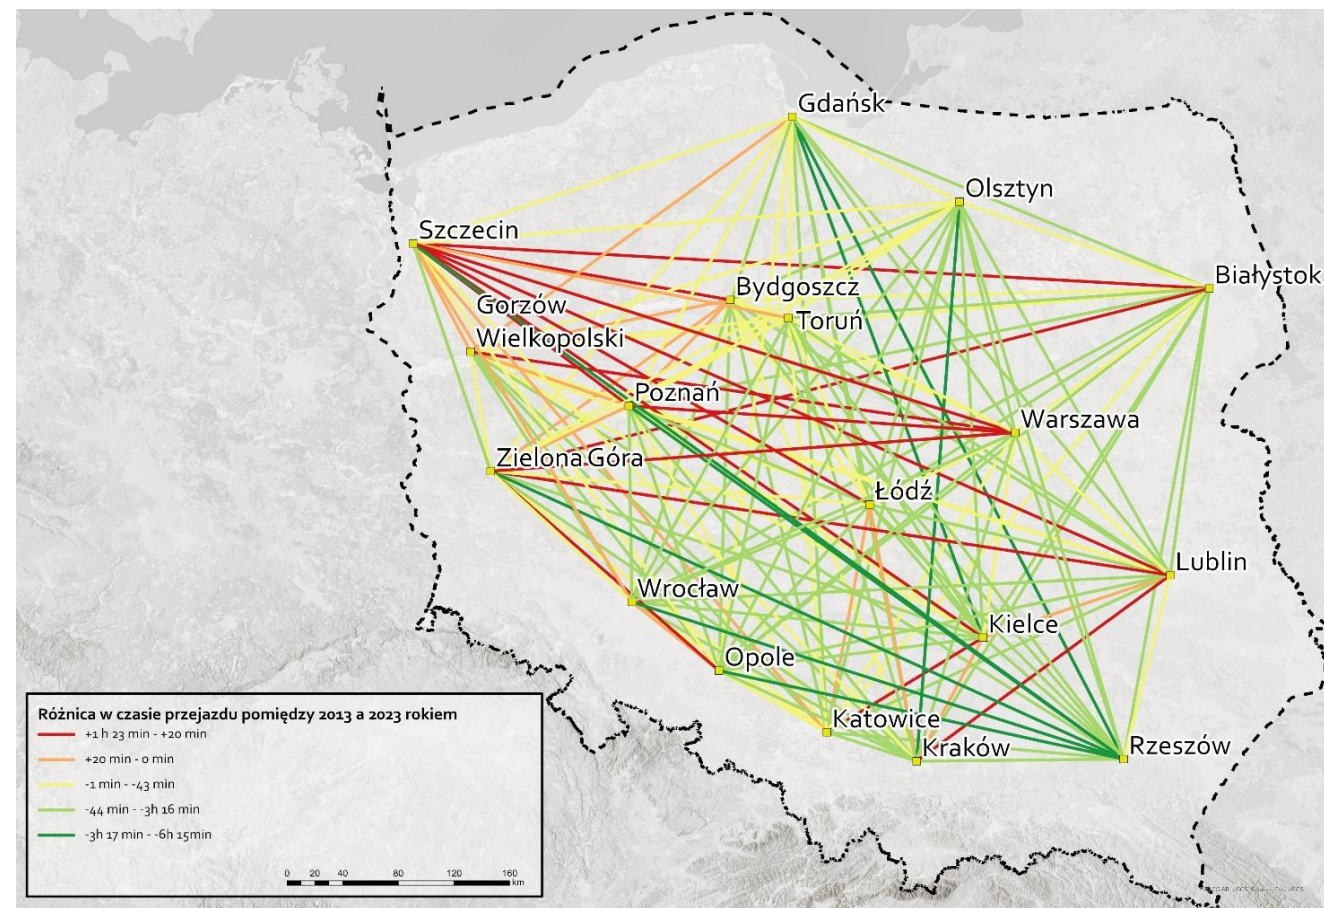 Gdańsk
Olsztyn
Szczecin
Białystok
Bydgoszcz
Gorzów
Wielkopolski
Toruń
Poznań
Warszawa
Zielona Góra
Łódź
Lublin
Wrocław
Kielce
Opole
Katowice
Kraków
Rzeszów
Różnica w czasie przejazdu pomiędzy 2013 a 2023 rokiem
+1 h 23 min - +20 min
+20 min - 0 min
-1 min - -43 min
-44 min - -3h 16 min
-3h 17 min - -6h 15min
0 20 40 80 120 160
km